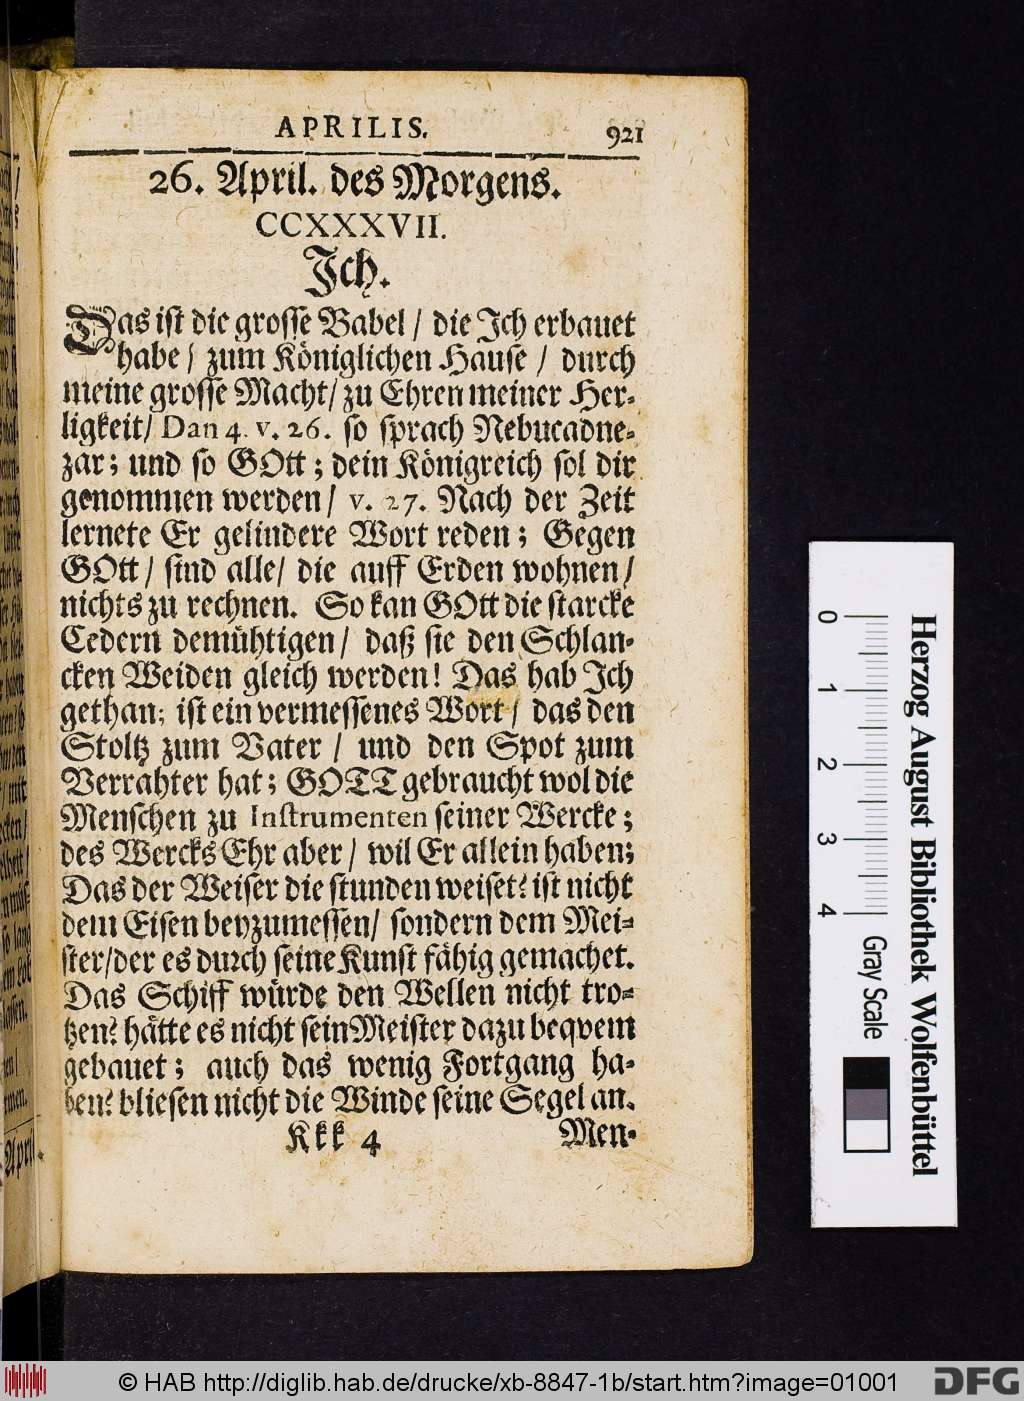 APRILIS. 921
26. April. des Morgens.
CCXXXVII.
Ich.
Das ist die grosse Babel / die Ich erbauet
habe / zum Königlichen Hause / durch
meine grosse Macht / zu Ehren meiner Her-
ligkeit / Dan 4. v. 26. so sprach Nebucadne-
zar; und so GOtt; dein Königreich sol dir
genommen werden / v. 27. Nach der Zeit
lernete Er gelindere Wort reden; Gegen
GOtt / sind alle / die auff Erden wohnen /
nichts zu rechnen. So kan GOtt die starcke
Cedern demühtigen / daß sie den Schlan-
cken Weiden gleich werden! Das hab Ich
gethan; ist ein vermessenes Wort / das den
Stoltz zum Vater / und den Spot zum
Verrahter hat; GOTT gebraucht wol die
Menschen zu Instrumenten seiner Wercke;
des Wercks Ehr aber / wil Er allein haben;
Das der Weiser die stunden weiset? ist nicht
dem Eisen beyzumessen / sondern dem Mei-
ster / der es durch seine Kunst fähig gemachet.
Das Schiff würde den Wellen nicht tro-
tzen? hätte es nicht sein Meister dazu beqvem
gebauet; auch das wenig Fortgang ha-
ben? bliesen nicht die Winde seine Segel an.
Kkk 4 Men-
April.
0 1 2 3 4
Gray Scale
Herzog August Bibliothek Wolfenbüttel
© HAB http://diglib.hab.de/drucke/xb-8847-1b/start.htm?image=01001
DFG